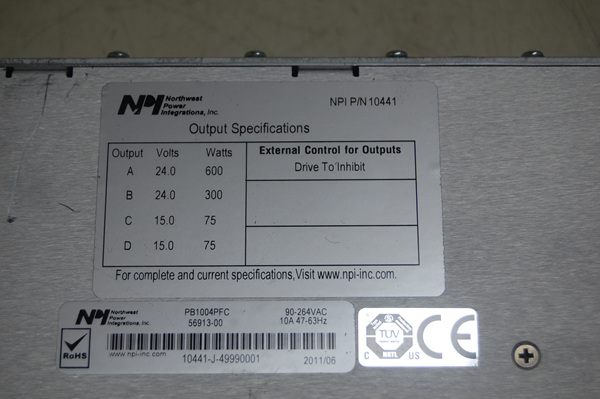 NPI Northwest Power Integrations, Inc.
NPI P/N 10441
Output Specifications
Output Volts Watts
A 24.0 600
B 24.0 300
C 15.0 75
D 15.0 75
External Control for Outputs
Drive To Inhibit
For complete and current specifications,Visit www.npi-inc.com.
NPI Northwest Power Integrations, Inc.
PB1004PFC 90-264VAC
56913-00 10A 47-63Hz
RoHS
www.npi-inc.com 10441-J-49990001 2011/06
TÜV
C NRTL US
CE